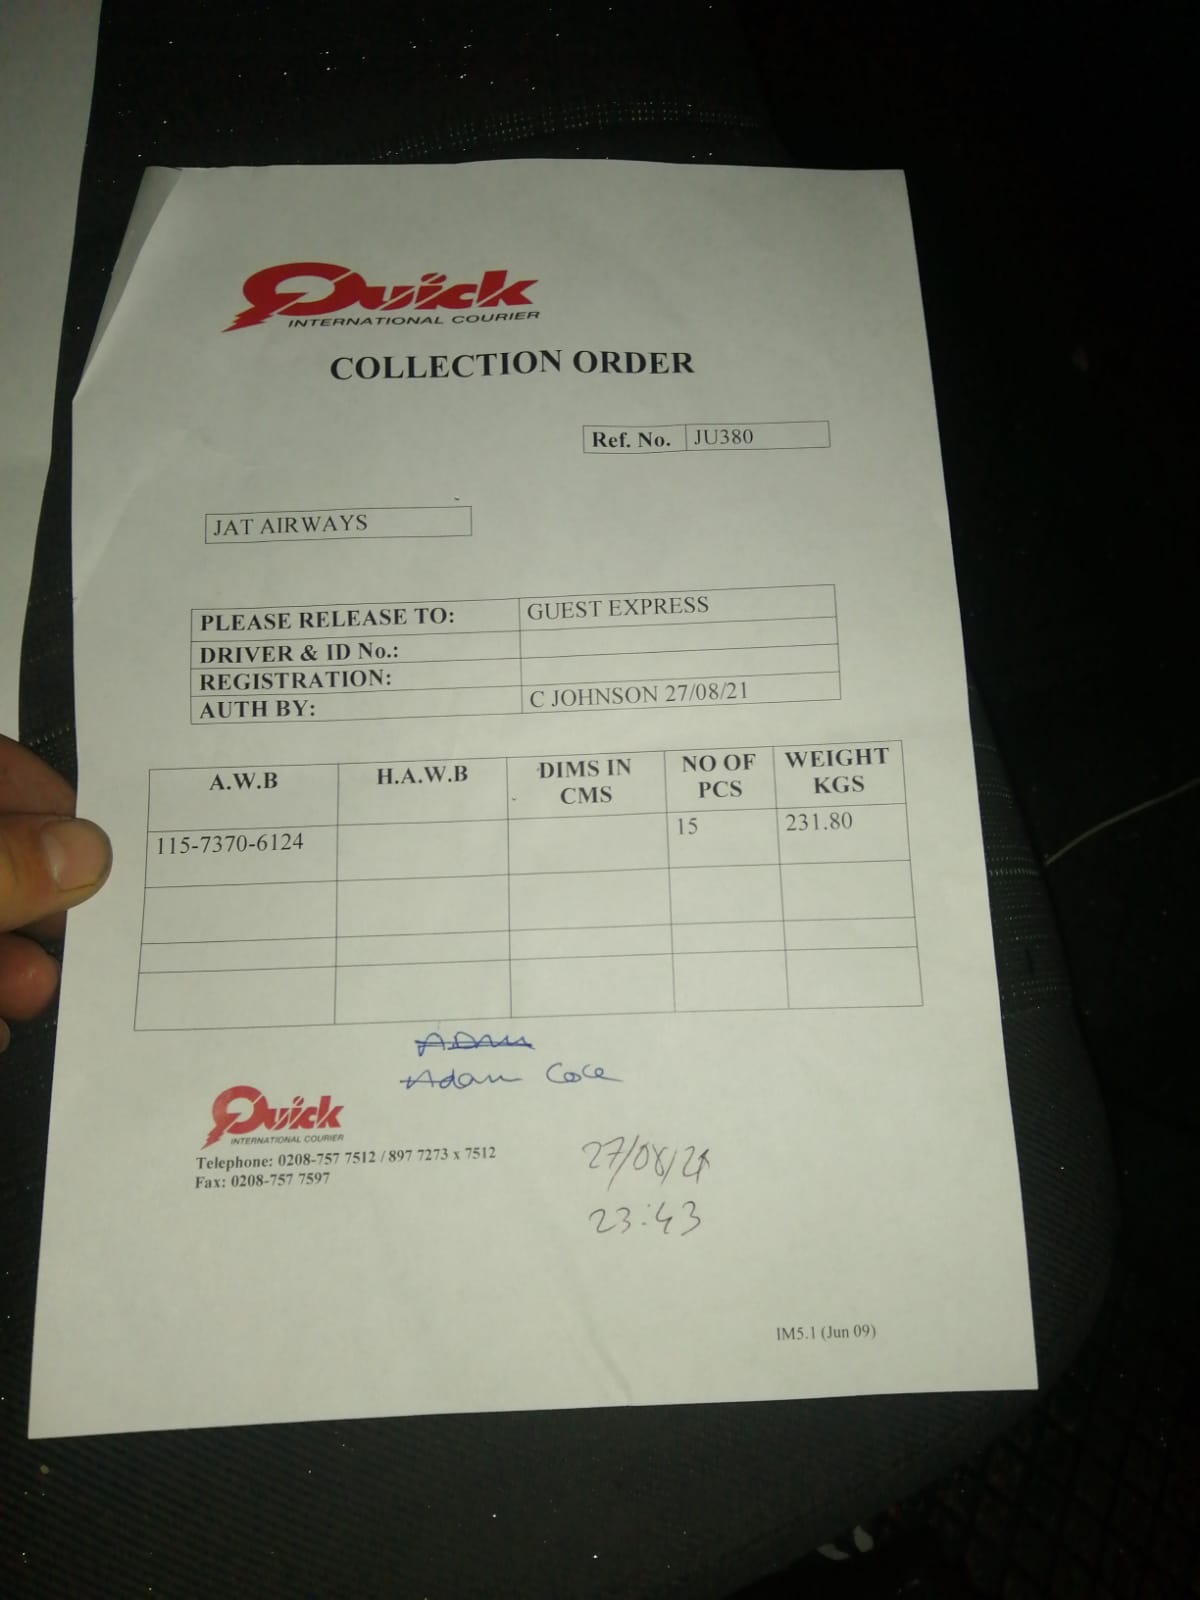 Quick
INTERNATIONAL COURIER
COLLECTION ORDER
Ref. No. JU380
JAT AIRWAYS
PLEASE RELEASE TO: GUEST EXPRESS
DRIVER & ID No.:
REGISTRATION:
AUTH BY: C JOHNSON 27/08/21
A.W.B H.A.W.B DIMS IN CMS NO OF PCS WEIGHT KGS
115-7370-6124 15 231.80
Adam
Quick
INTERNATIONAL COURIER
Telephone: 0208-757 7512 / 897 7273 x 7512
Fax: 0208-757 7597
27/08/21
23:43
IM5.1 (Jun 09)